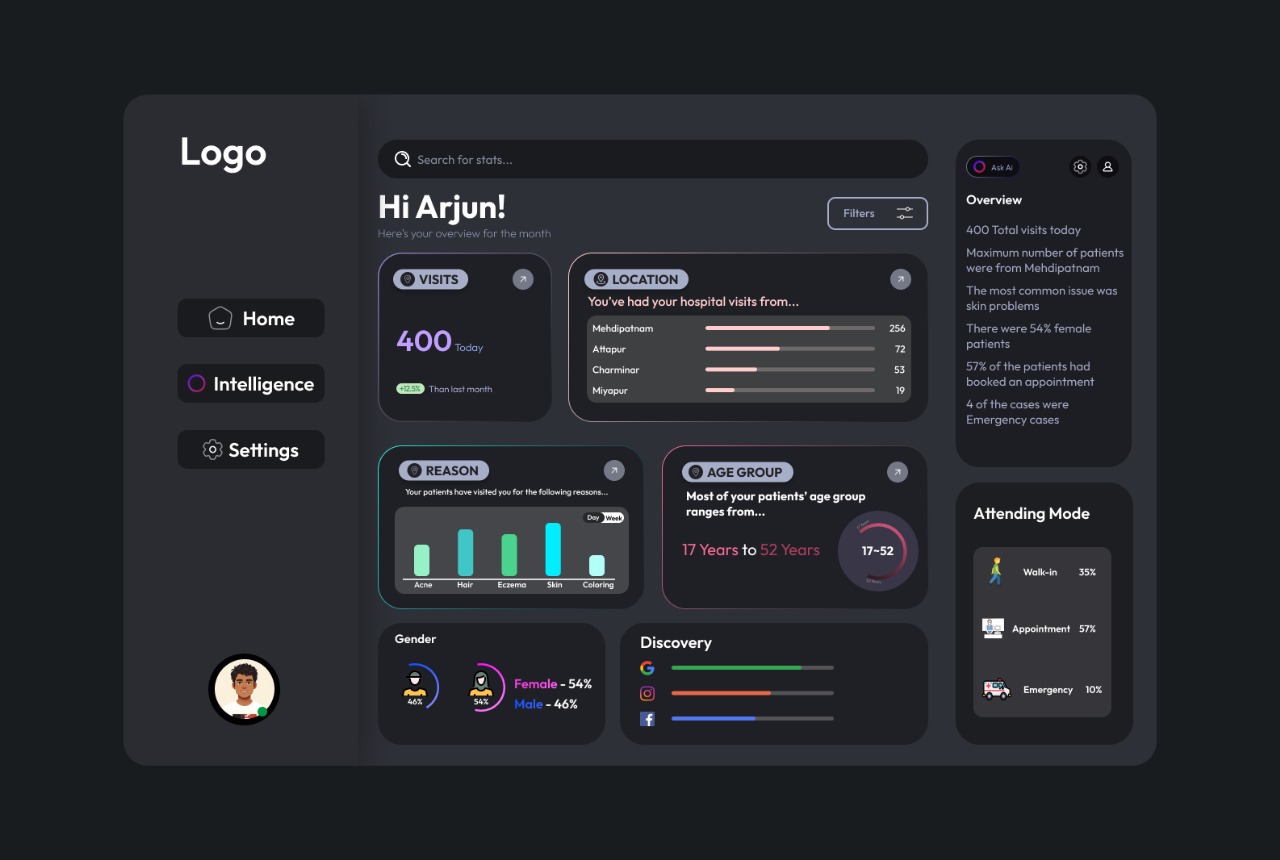 Logo
Home
Intelligence
Settings
Search for stats...
Hi Arjun!
Here's your overview for the month
Filters
VISITS
400 Today
+12.5% Than last month
LOCATION
You've had your hospital visits from...
Mehdipatnam 256
Attapur 72
Charminar 53
Miyapur 19
REASON
Your patients have visited you for the following reasons...
Day Week
Acne Hair Eczema Skin Coloring
AGE GROUP
Most of your patients' age group
ranges from...
17 Years to 52 Years
17~52
Gender
46%
54%
Female - 54%
Male - 46%
Discovery
Ask Ai
Overview
400 Total visits today
Maximum number of patients
were from Mehdipatnam
The most common issue was
skin problems
There were 54% female
patients
57% of the patients had
booked an appointment
4 of the cases were
Emergency cases
Attending Mode
Walk-in 35%
Appointment 57%
Emergency 10%